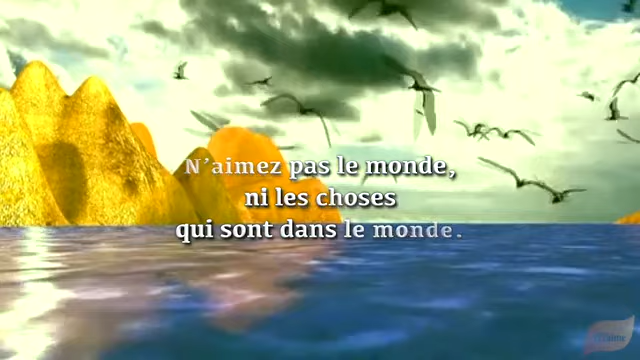 N'aimez pas le monde,
ni les choses
qui sont dans le monde.